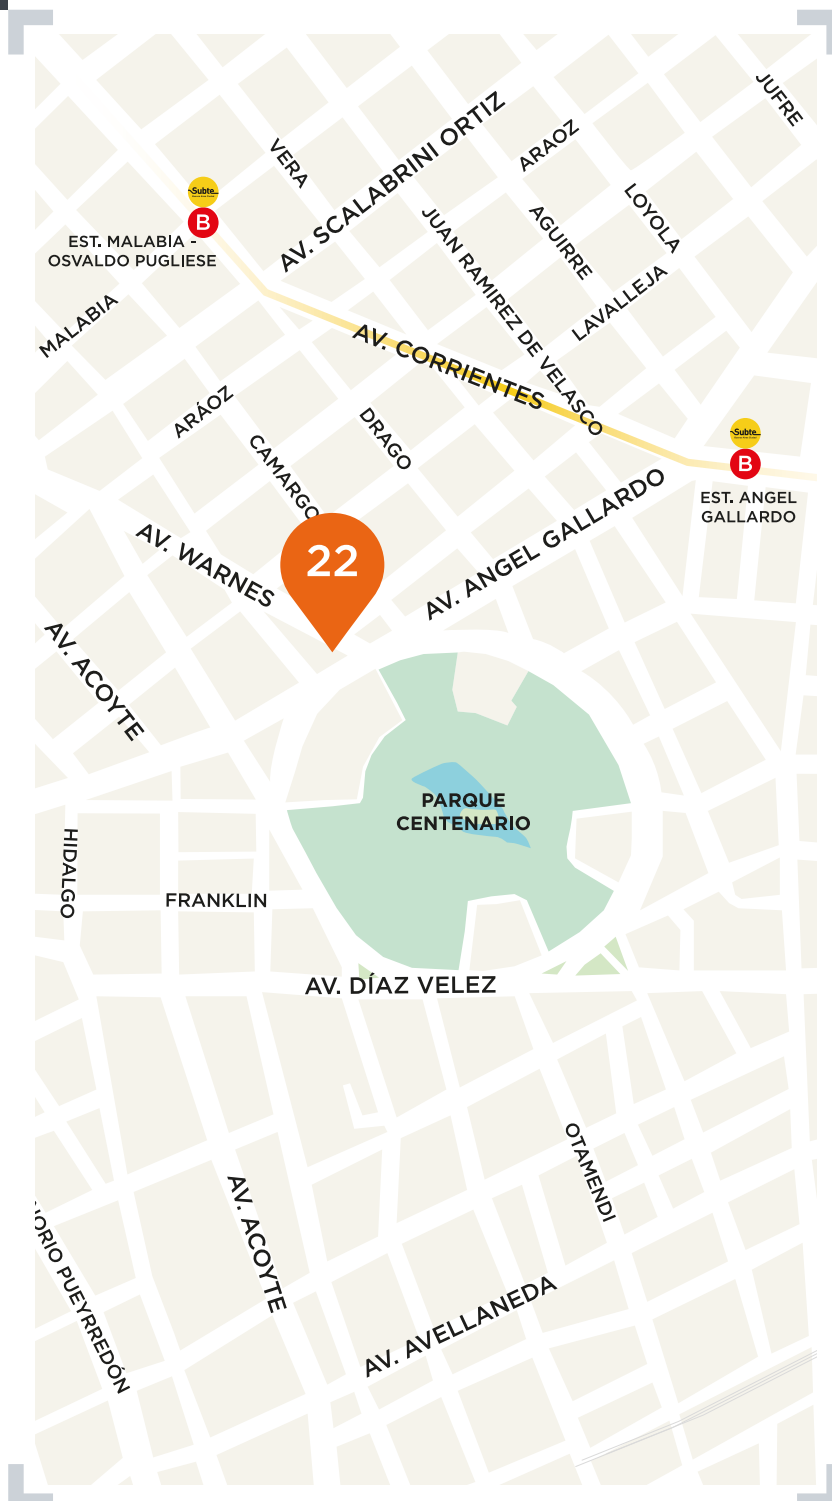 JUFRE
VERA
AV. SCALABRINI ORTIZ
ARAOZ
Subte
B
EST. MALABIA -
OSVALDO PUGLIESE
LOYOLA
AGUIRRE
JUAN RAMIREZ DE VELASCO
LAVALLEJA
MALABIA
AV. CORRIENTES
ARÁOZ
DRAGO
CAMARGO
Subte
B
EST. ANGEL
GALLARDO
AV. ANGEL GALLARDO
AV. WARNES
22
AV. ACOYTE
PARQUE
CENTENARIO
HIDALGO
FRANKLIN
AV. DÍAZ VELEZ
OTAMENDI
AV. ACOYTE
NORIO PUEYRREDÓN
AV. AVELLANEDA